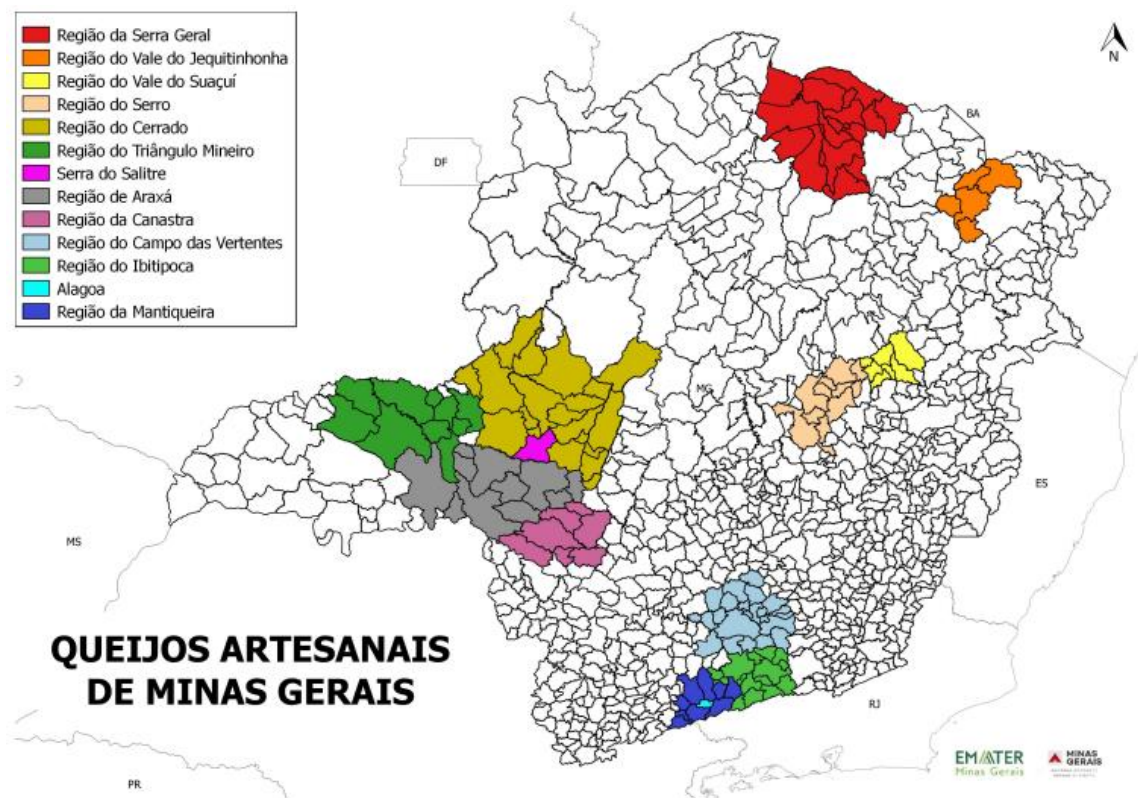 Região da Serra Geral
Região do Vale do Jequitinhonha
Região do Vale do Suaçuí
Região do Serro
Região do Cerrado
Região do Triângulo Mineiro
Serra do Salitre
Região de Araxá
Região da Canastra
Região do Campo das Vertentes
Região do Ibitipoca
Alagoa
Região da Mantiqueira
N
BA
DF
MG
ES
MS
RJ
PR
QUEIJOS ARTESANAIS
DE MINAS GERAIS
EMATER
Minas Gerais
MINAS
GERAIS